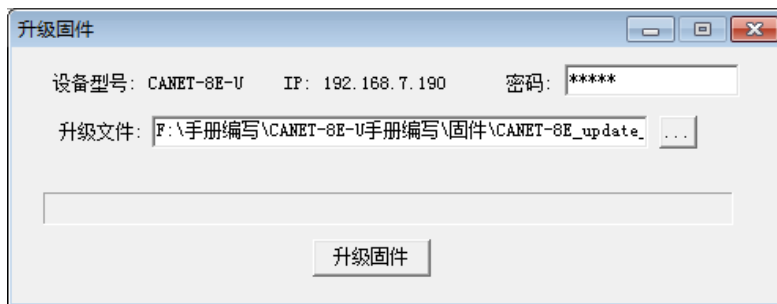 升级固件
设备型号: CANET-8E-U IP: 192.168.7.190 密码: *****
升级文件: F:\手册编写\CANET-8E-U手册编写\固件\CANET-8E_update_ ...
升级固件